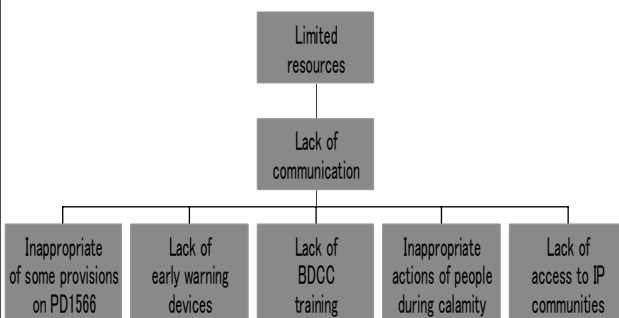 Limited
resources
Lack of
communication
Inappropriate
of some provisions
on PD1566
Lack of
early warning
devices
Lack of
BDCC
training
Inappropriate
actions of people
during calamity
Lack of
access to IP
communities